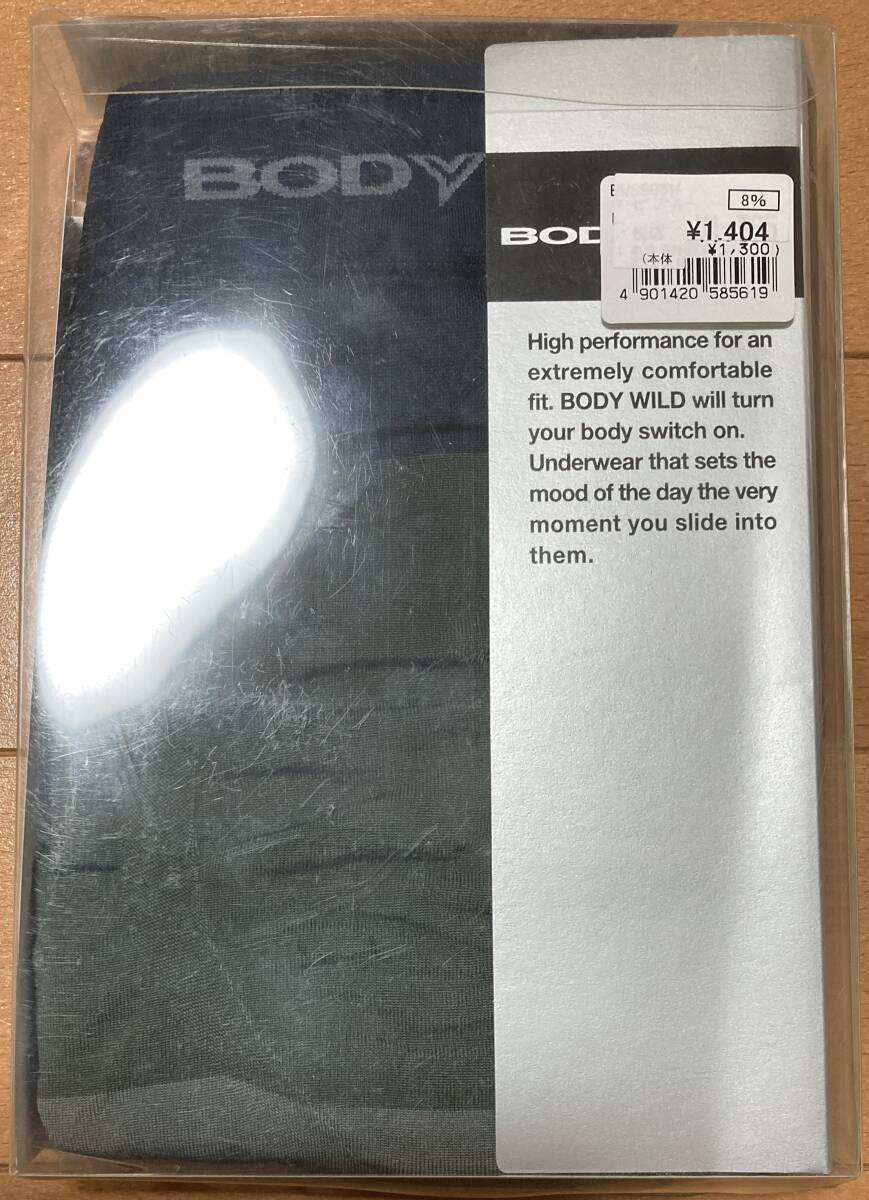 BODY
BOD
8%
¥1,404
(本体 ¥1,300)
4 901420 585619
High performance for an
extremely comfortable
fit. BODY WILD will turn
your body switch on.
Underwear that sets the
mood of the day the very
moment you slide into
them.